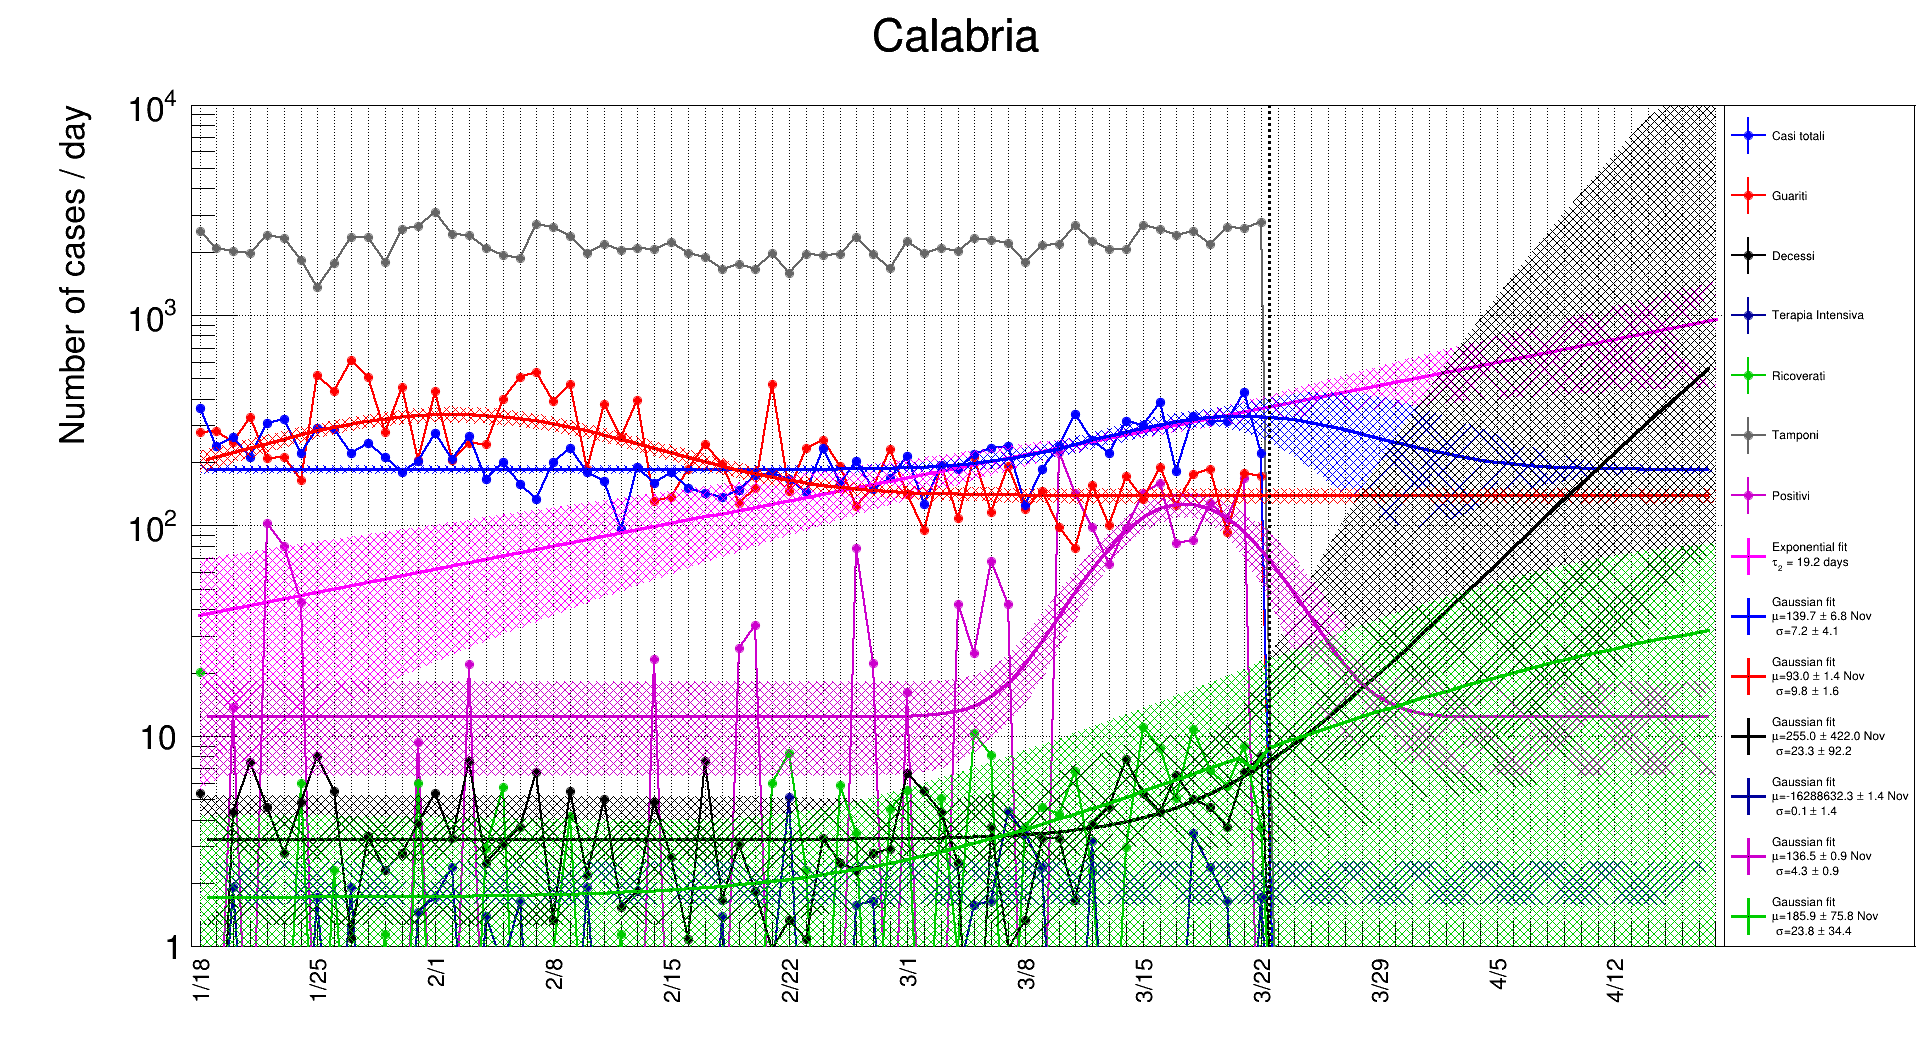 Calabria
Number of cases / day
10^4
10^3
10^2
10
1
1/18
1/25
2/1
2/8
2/15
2/22
3/1
3/8
3/15
3/22
3/29
4/5
4/12
Casi totali
Guariti
Decessi
Terapia Intensiva
Ricoverati
Tamponi
Positivi
Exponential fit
τ₂ = 19.2 days
Gaussian fit
μ=139.7 ± 6.8 Nov
σ=7.2 ± 4.1
Gaussian fit
μ=93.0 ± 1.4 Nov
σ=9.8 ± 1.6
Gaussian fit
μ=255.0 ± 422.0 Nov
σ=23.3 ± 92.2
Gaussian fit
μ=-16288632.3 ± 1.4 Nov
σ=0.1 ± 1.4
Gaussian fit
μ=136.5 ± 0.9 Nov
σ=4.3 ± 0.9
Gaussian fit
μ=185.9 ± 75.8 Nov
σ=23.8 ± 34.4